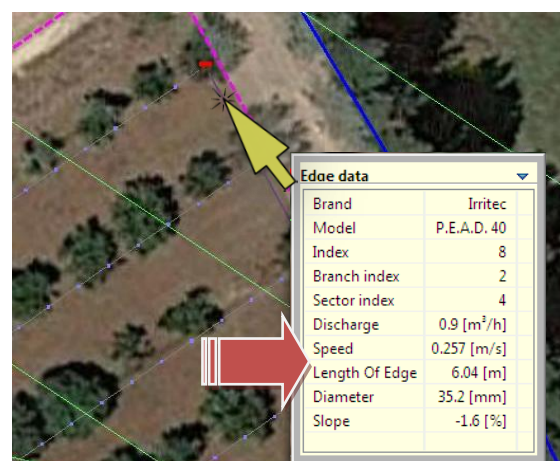 Edge data
Brand Irritec
Model P.E.A.D. 40
Index 8
Branch index 2
Sector index 4
Discharge 0.9 [m³/h]
Speed 0.257 [m/s]
Length Of Edge 6.04 [m]
Diameter 35.2 [mm]
Slope -1.6 [%]